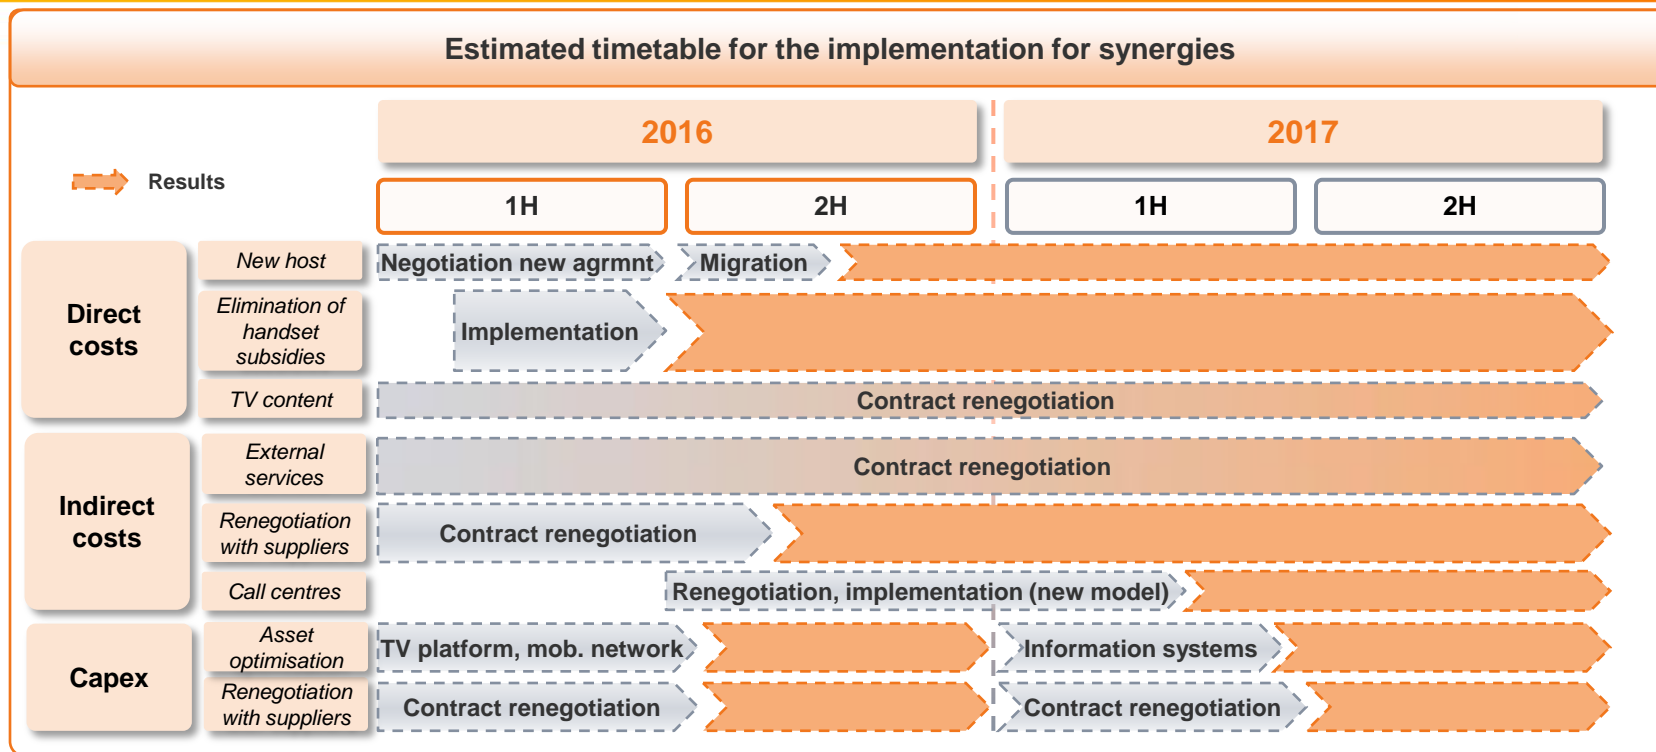 Estimated timetable for the implementation for synergies
2016
2017
Results
1H
2H
1H
2H
Direct
costs
New host
Negotiation new agrmnt
Migration
Elimination of
handset
subsidies
Implementation
TV content
Contract renegotiation
Indirect
costs
External
services
Contract renegotiation
Renegotiation
with suppliers
Contract renegotiation
Call centres
Renegotiation, implementation (new model)
Capex
Asset
optimisation
TV platform, mob. network
Information systems
Renegotiation
with suppliers
Contract renegotiation
Contract renegotiation